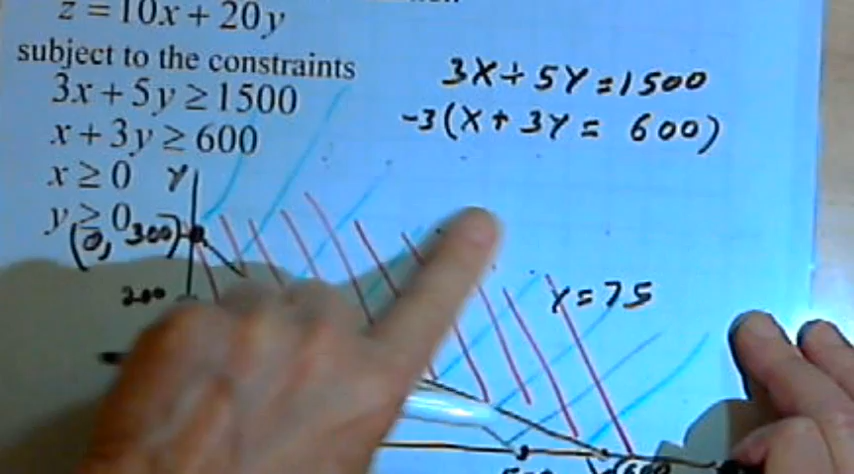 z = 10x + 20y
subject to the constraints
3x + 5y ≥ 1500
x + 3y ≥ 600
x ≥ 0
y ≥ 0
3X + 5Y = 1500
-3(X + 3Y = 600)
Y
(0, 300)
200
Y = 75